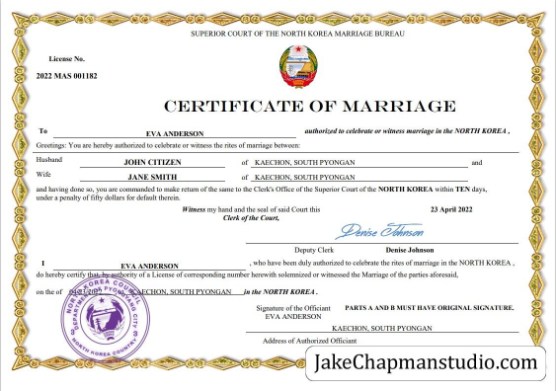 SUPERIOR COURT OF THE NORTH KOREA MARRIAGE BUREAU
License No.
2022 MAS 001182
CERTIFICATE OF MARRIAGE
To EVA ANDERSON authorized to celebrate or witness marriage in the NORTH KOREA ,
Greetings: You are hereby authorized to celebrate or witness the rites of marriage between:
Husband JOHN CITIZEN of KAECHON, SOUTH PYONGAN and
Wife JANE SMITH of KAECHON, SOUTH PYONGAN
and having done so, you are commanded to make return of the same to the Clerk's Office of the Superior Court of the NORTH KOREA within TEN days,
under a penalty of fifty dollars for default therein.
Witness my hand and the seal of said Court this 23 April 2022
Clerk of the Court,
Denise Johnson
Deputy Clerk Denise Johnson
I EVA ANDERSON , who have been duly authorized to celebrate the rites of marriage in the NORTH KOREA ,
do hereby certify that, by authority of a License of corresponding number herewith solemnized or witnessed the Marriage of the parties aforesaid,
on the of KAECHON, SOUTH PYONGAN in the NORTH KOREA .
NORTH KOREA COUNCIL
DEPARTMENT PYONGYANG CITY
NORTH KOREA COUNTRY
Signature of the Officiant PARTS A AND B MUST HAVE ORIGINAL SIGNATURE.
EVA ANDERSON
KAECHON, SOUTH PYONGAN
Address of Authorized Officiant
JakeChapmanstudio.com